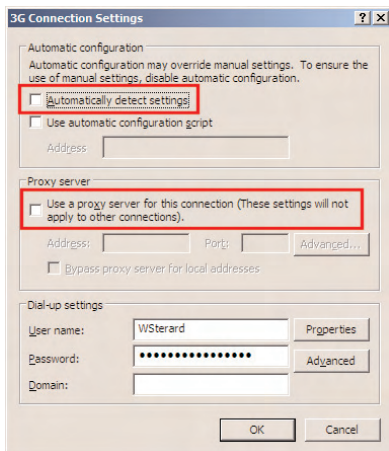 3G Connection Settings
Automatic configuration
Automatic configuration may override manual settings. To ensure the
use of manual settings, disable automatic configuration.
Automatically detect settings
Use automatic configuration script
Address
Proxy server
Use a proxy server for this connection (These settings will not
apply to other connections).
Address: Port: Advanced...
Bypass proxy server for local addresses
Dial-up settings
User name: WSterard Properties
Password: •••••••••••••••• Advanced
Domain:
OK Cancel